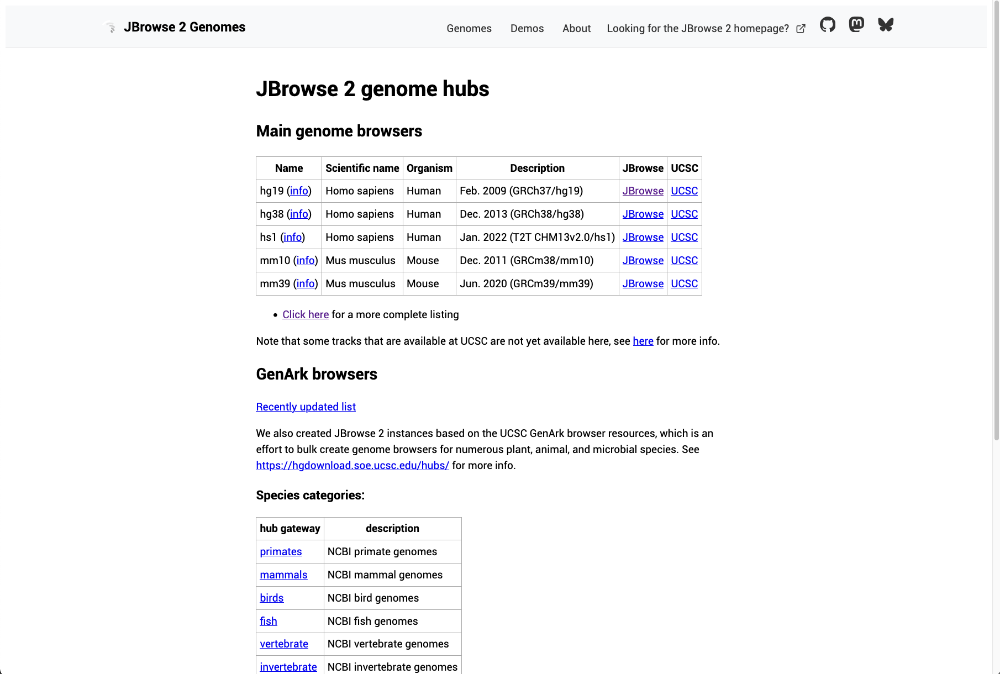 JBrowse 2 Genomes
Genomes Demos About Looking for the JBrowse 2 homepage?
JBrowse 2 genome hubs
Main genome browsers
Name Scientific name Organism Description JBrowse UCSC
hg19 (info) Homo sapiens Human Feb. 2009 (GRCh37/hg19) JBrowse UCSC
hg38 (info) Homo sapiens Human Dec. 2013 (GRCh38/hg38) JBrowse UCSC
hs1 (info) Homo sapiens Human Jan. 2022 (T2T CHM13v2.0/hs1) JBrowse UCSC
mm10 (info) Mus musculus Mouse Dec. 2011 (GRCm38/mm10) JBrowse UCSC
mm39 (info) Mus musculus Mouse Jun. 2020 (GRCm39/mm39) JBrowse UCSC
• Click here for a more complete listing
Note that some tracks that are available at UCSC are not yet available here, see here for more info.
GenArk browsers
Recently updated list
We also created JBrowse 2 instances based on the UCSC GenArk browser resources, which is an
effort to bulk create genome browsers for numerous plant, animal, and microbial species. See
https://hgdownload.soe.ucsc.edu/hubs/ for more info.
Species categories:
hub gateway description
primates NCBI primate genomes
mammals NCBI mammal genomes
birds NCBI bird genomes
fish NCBI fish genomes
vertebrate NCBI vertebrate genomes
invertebrate NCBI invertebrate genomes